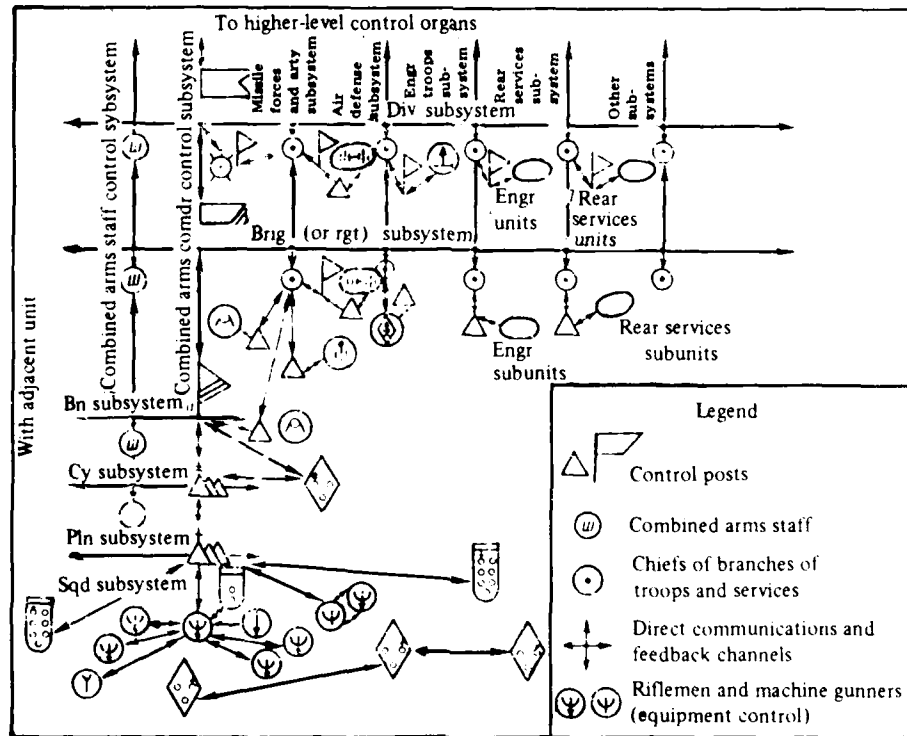 To higher-level control organs
Combined arms staff control sybsystem
Combined arms comdr control subsystem
Missile
forces
and arty
subsystem
Air
defense
subsystem
Engr
troops
sub-
system
Rear
services
sub-
system
Other
sub-
systems
Div subsystem
Engr
units
Rear
services
units
Brig (or rgt) subsystem
Engr
subunits
Rear services
subunits
With adjacent unit
Bn subsystem
Cy subsystem
Pln subsystem
Sqd subsystem
Legend
Control posts
Combined arms staff
Chiefs of branches of
troops and services
Direct communications and
feedback channels
Riflemen and machine gunners
(equipment control)